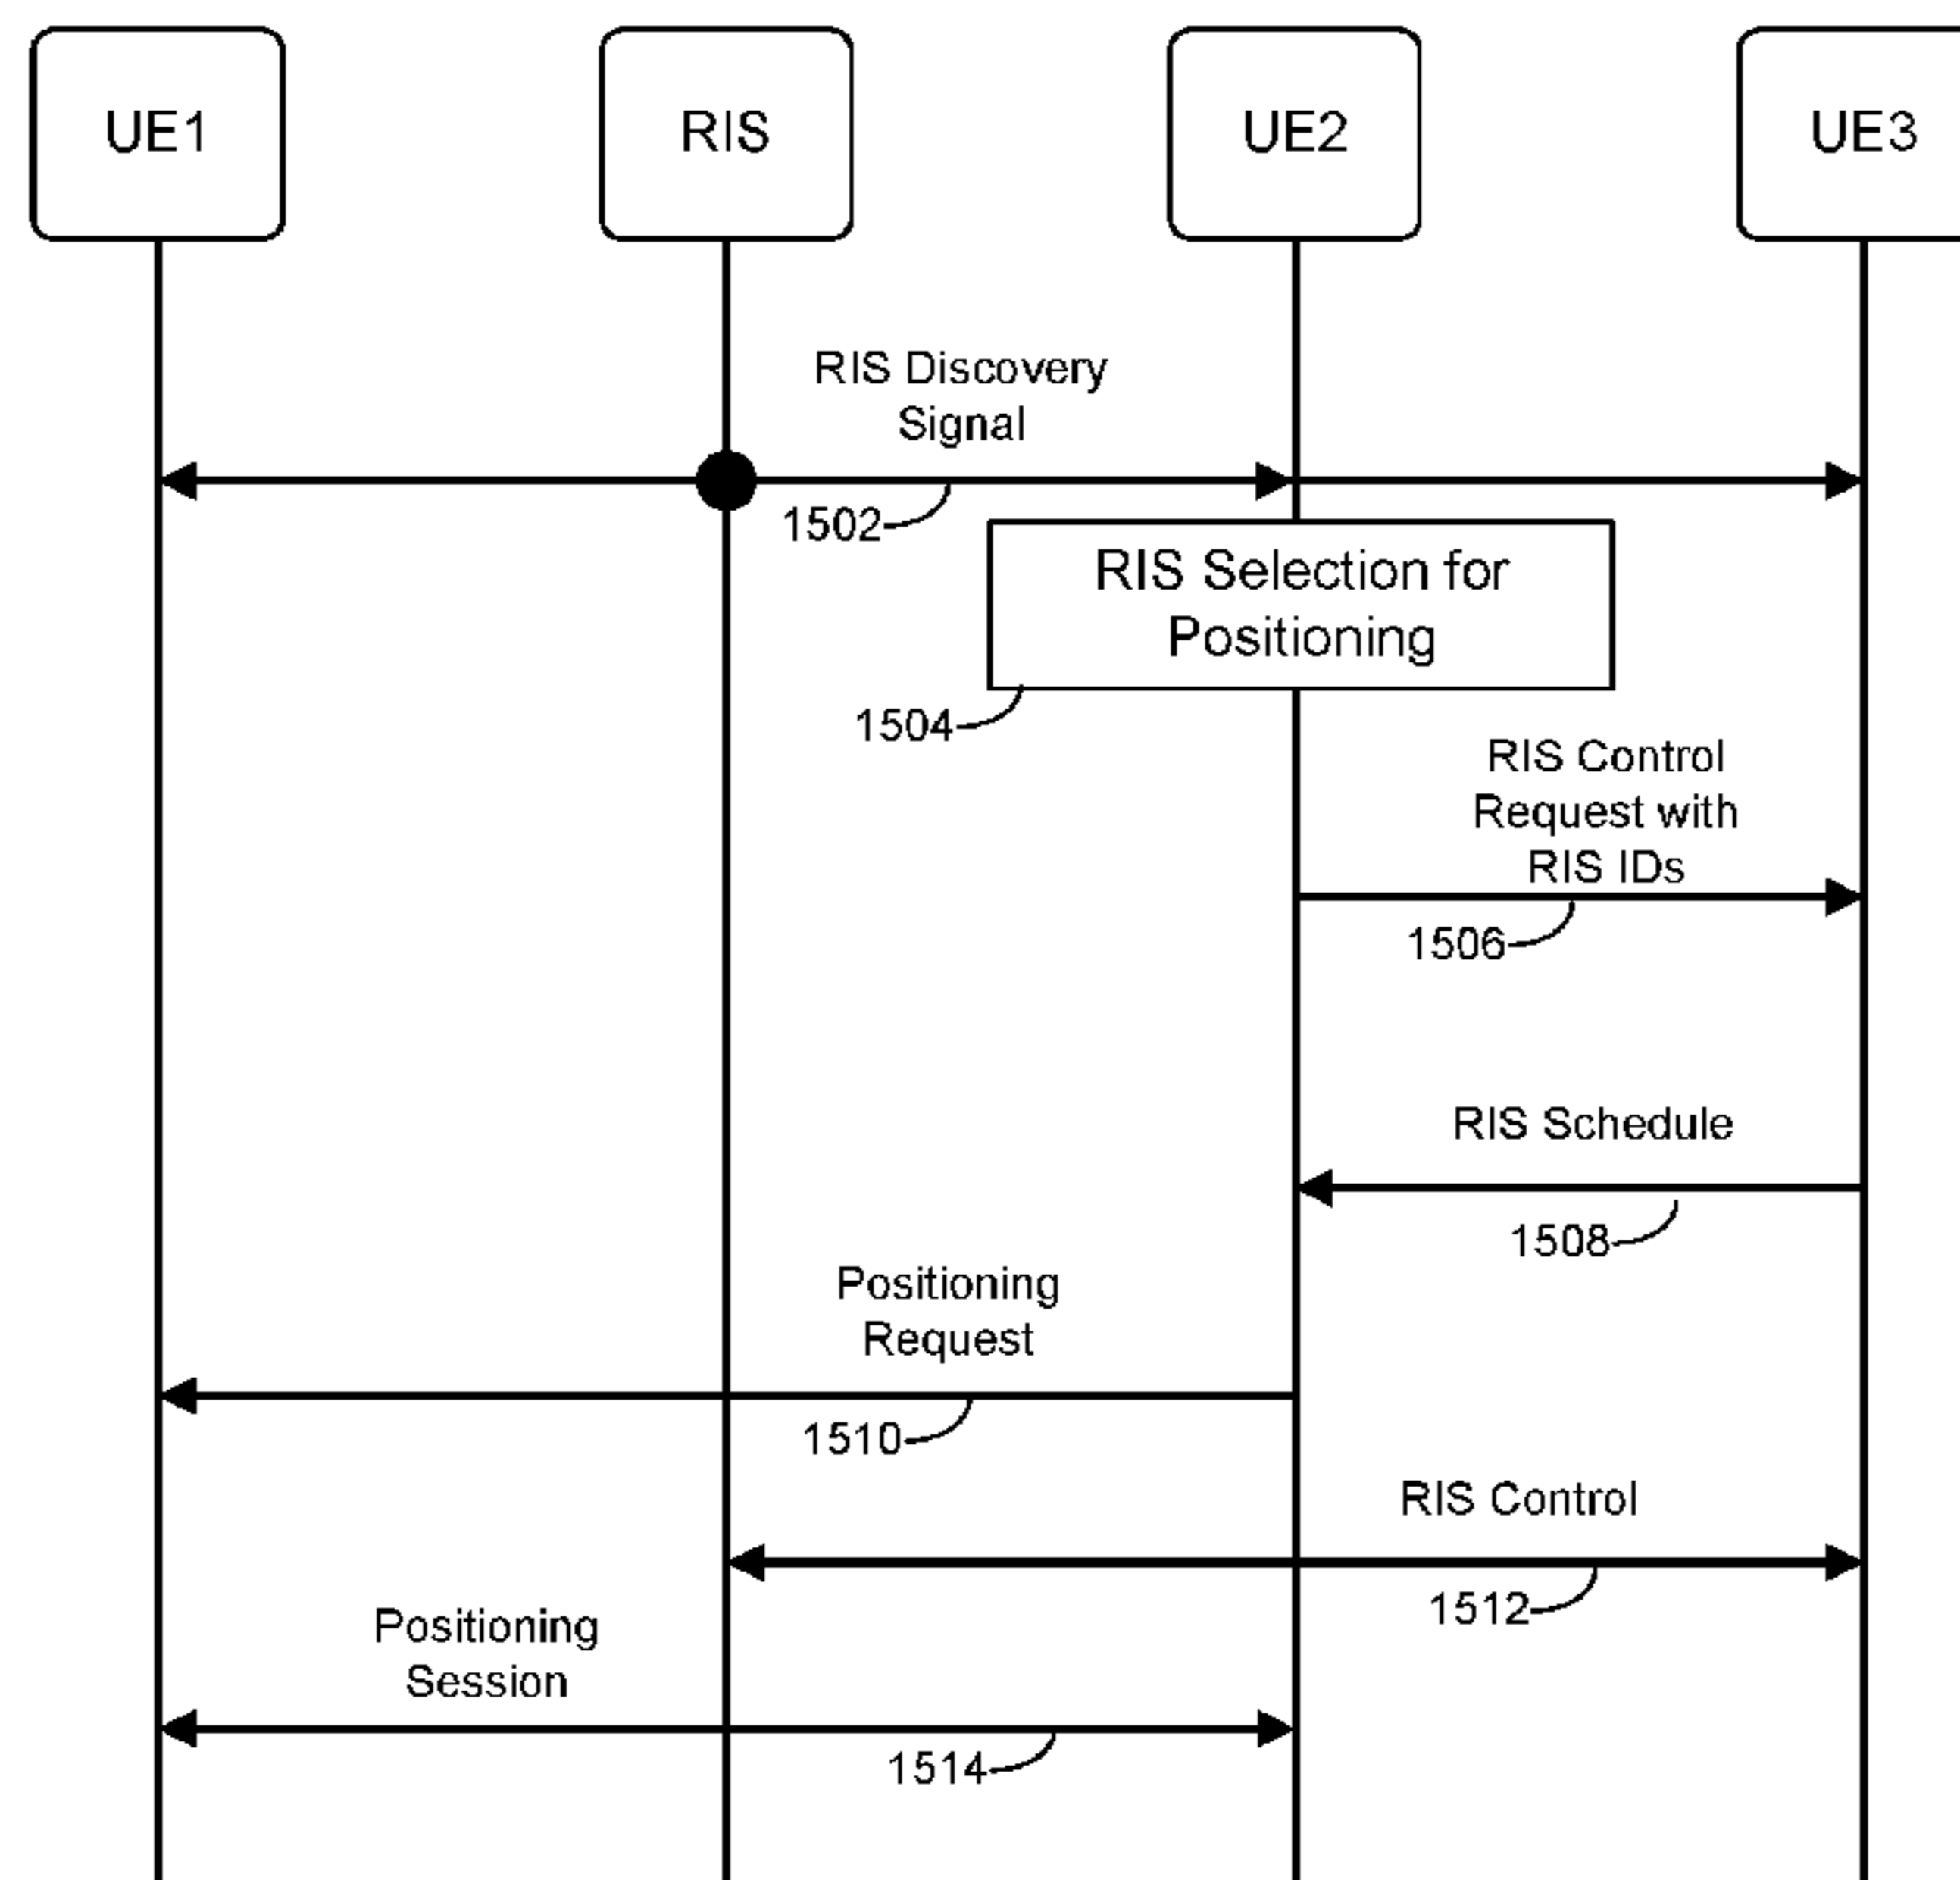 UE1
RIS
UE2
UE3
RIS Discovery
Signal
1502
RIS Selection for
Positioning
1504
RIS Control
Request with
RIS IDs
1506
RIS Schedule
1508
Positioning
Request
1510
RIS Control
1512
Positioning
Session
1514